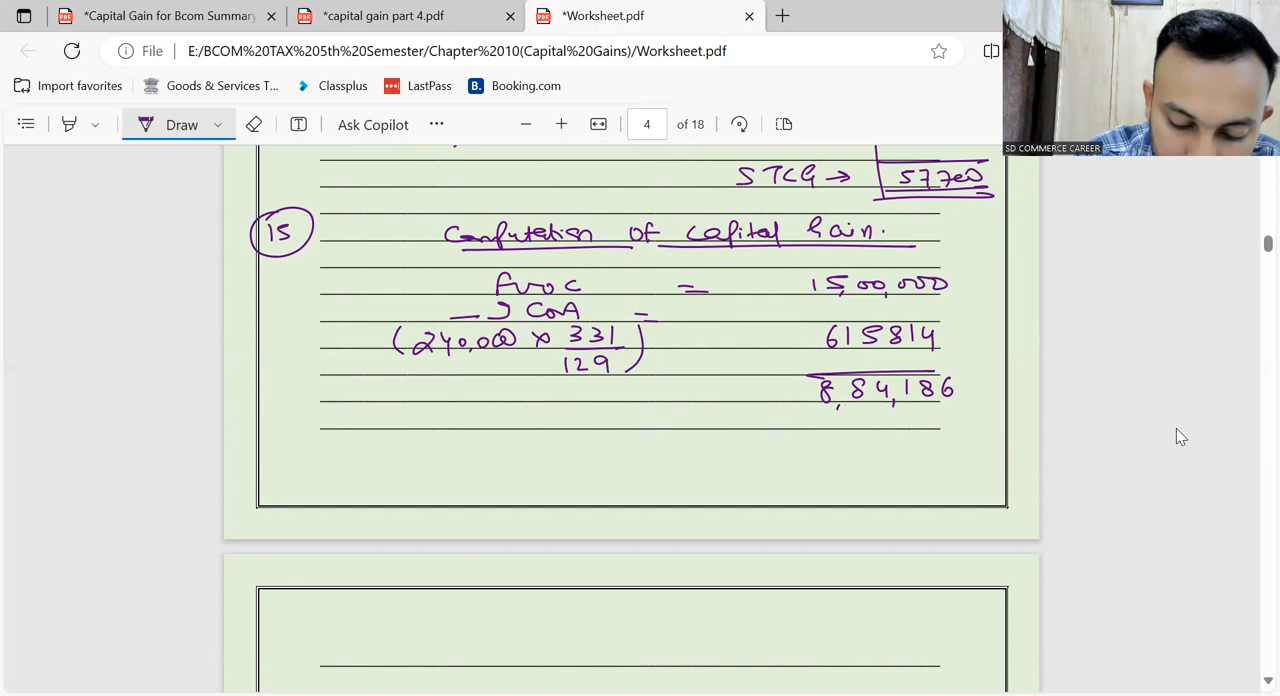 *Capital Gain for Bcom Summary
*capital gain part 4.pdf
*Worksheet.pdf
File
E:/BCOM%20TAX%205th%20Semester/Chapter%2010(Capital%20Gains)/Worksheet.pdf
Import favorites
Goods & Services T...
Classplus
LastPass
B. Booking.com
Draw
Ask Copilot
4 of 18
SD COMMERCE CAREER
STCG → 57700
15 Computation of capital Gain.
FVOC = 15,00,000
ICOA =
(240,000 × 331/129) 615814
8,84,186